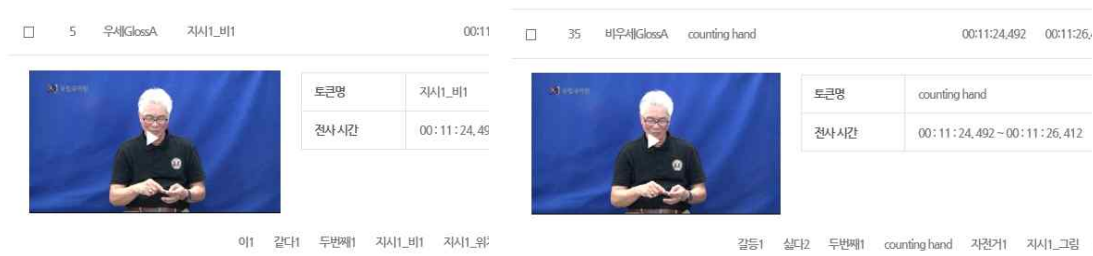 5 우세GlossA 지시1_비1 00:11
토큰명 지시1_비1
전사 시간 00 : 11 : 24, 49
이1 같다1 두번째1 지시1_비1 지시1_위
35 비우세GlossA counting hand 00:11:24,492 00:11:26,
토큰명 counting hand
전사 시간 00 : 11 : 24, 492 ~ 00 : 11 : 26, 412
갈등1 싫다2 두번째1 counting hand 자전거1 지시1_그림